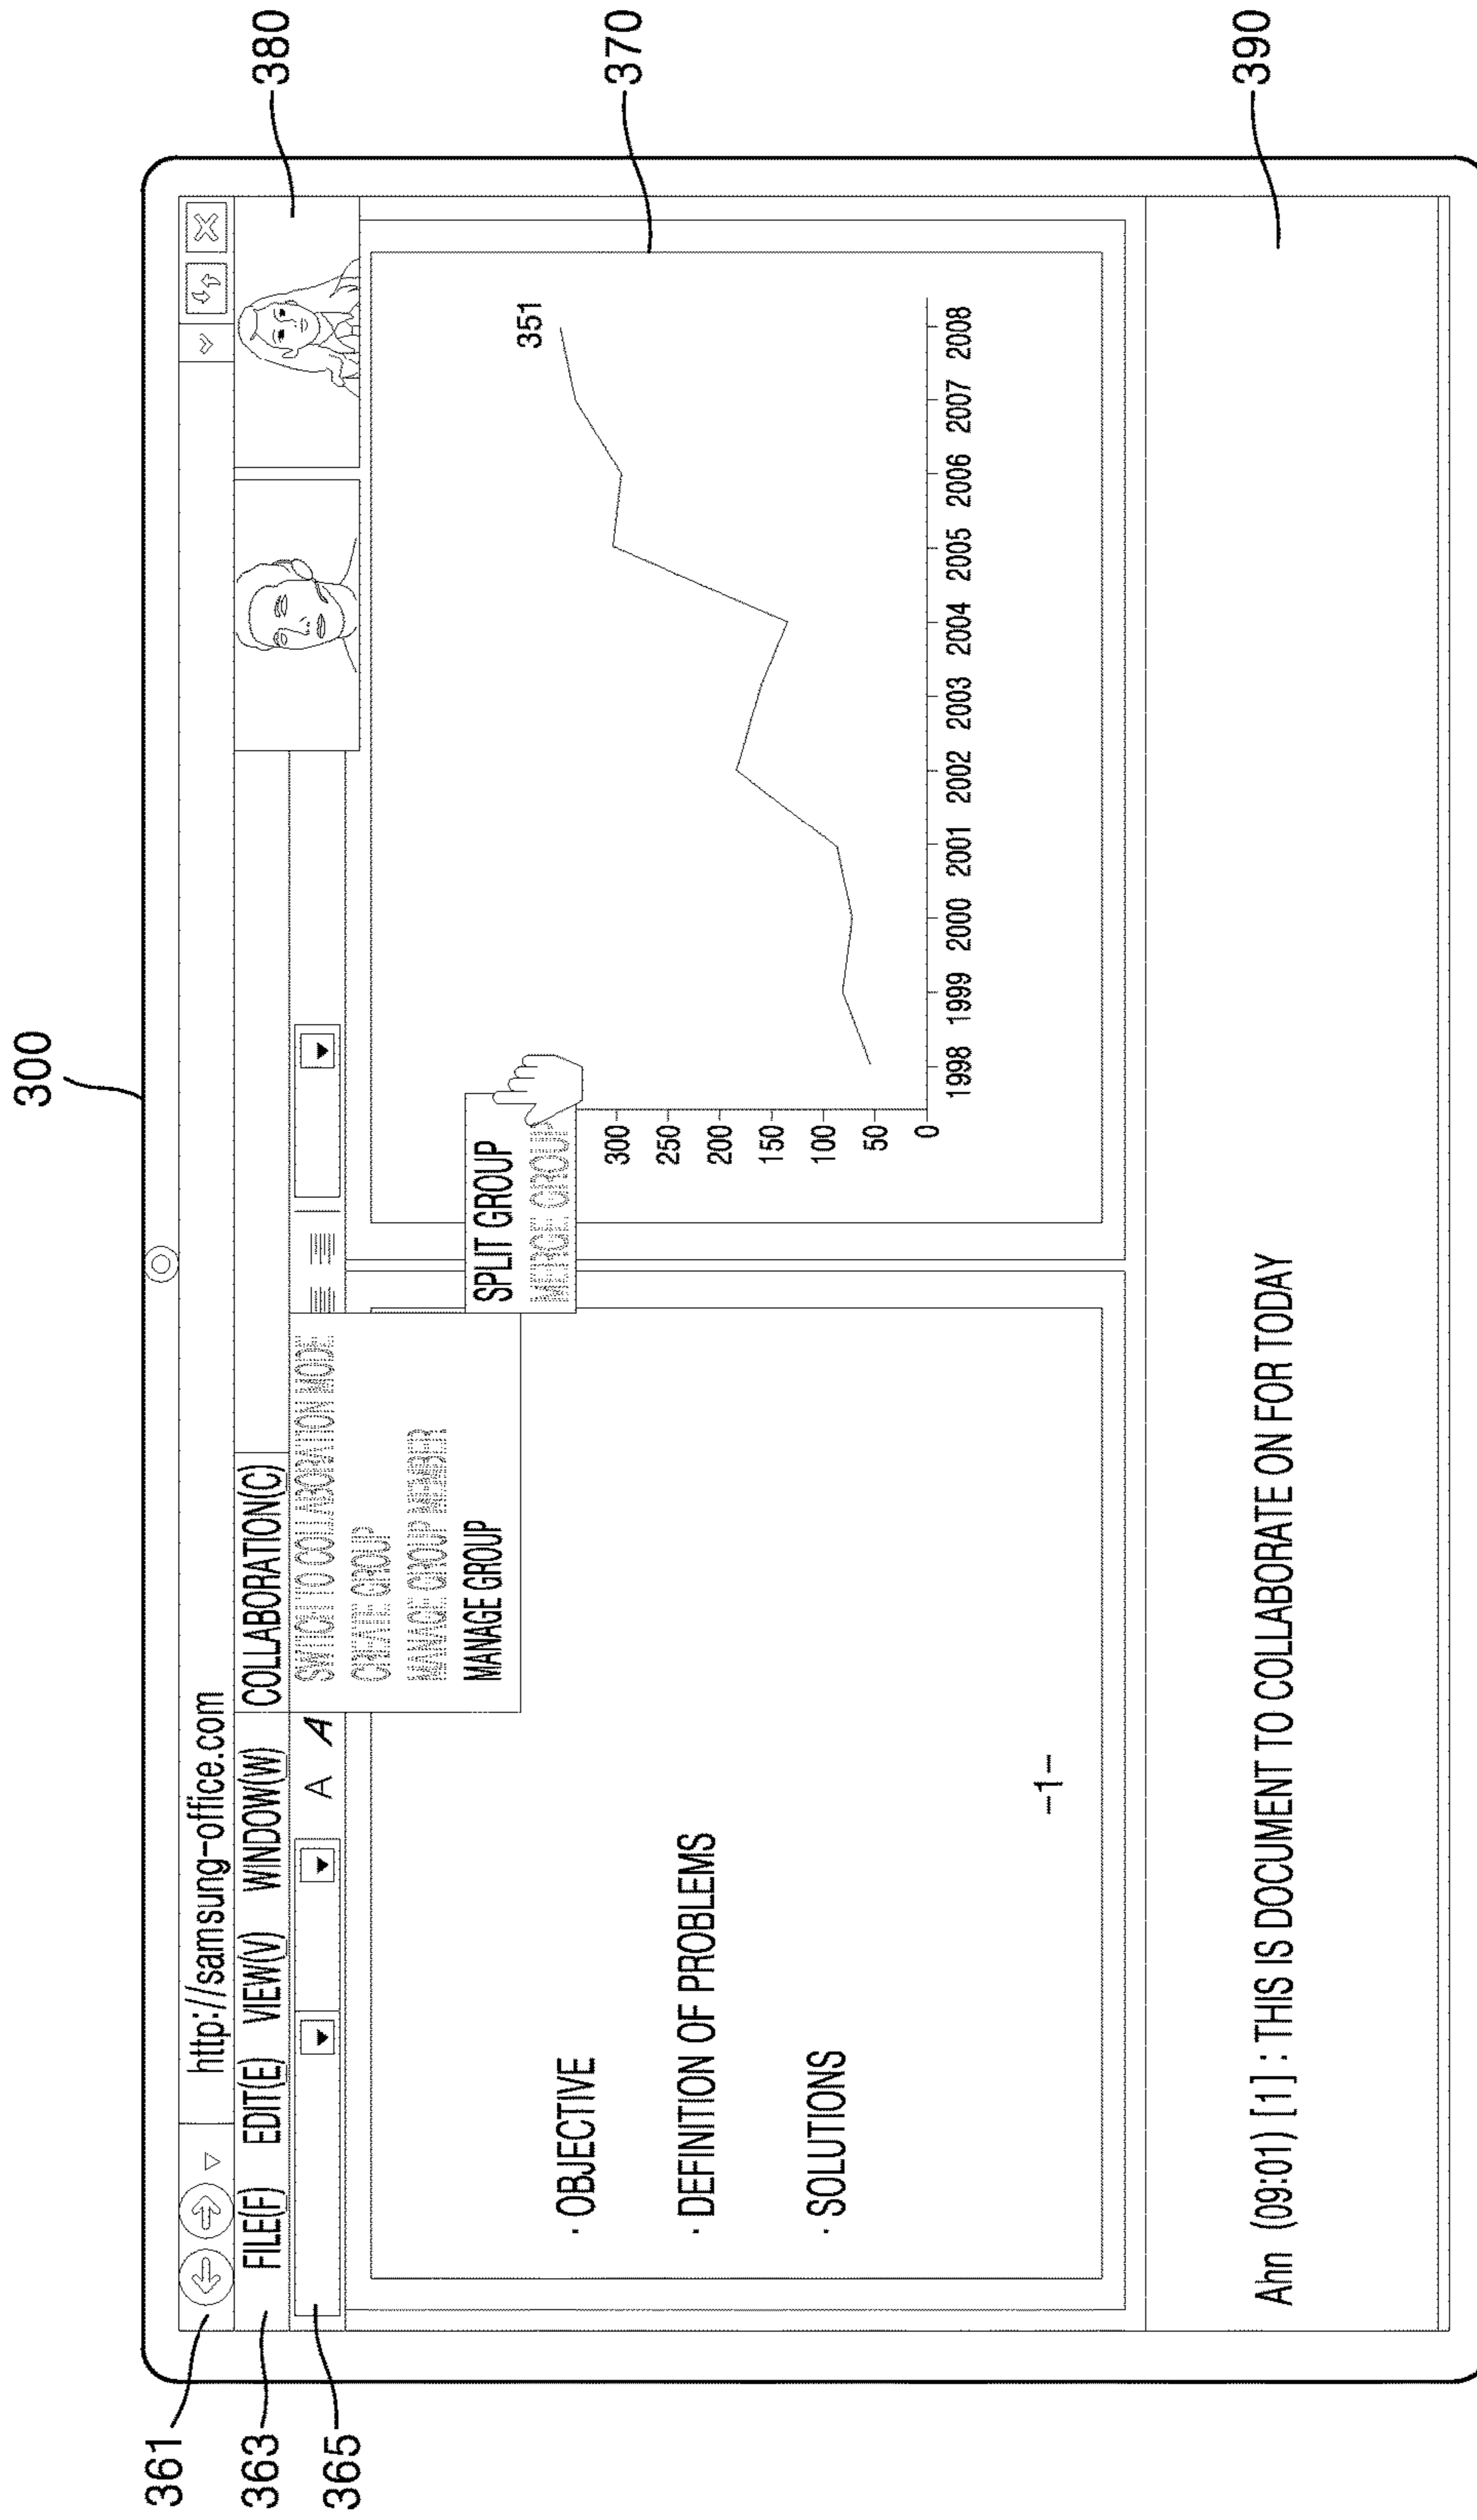 300
361
http://samsung-office.com
363
FILE(F) EDIT(E) VIEW(V) WINDOW(W) COLLABORATION(C)
380
365
A A
SWITCH TO COLLABORATION MODE
CREATE GROUP
MANAGE GROUP MEMBER
MANAGE GROUP
SPLIT GROUP
MERGE GROUP
· OBJECTIVE
· DEFINITION OF PROBLEMS
· SOLUTIONS
-1-
370
351
300
250
200
150
100
50
0
1998 1999 2000 2001 2002 2003 2004 2005 2006 2007 2008
Ahn (09:01) [1] : THIS IS DOCUMENT TO COLLABORATE ON FOR TODAY
390